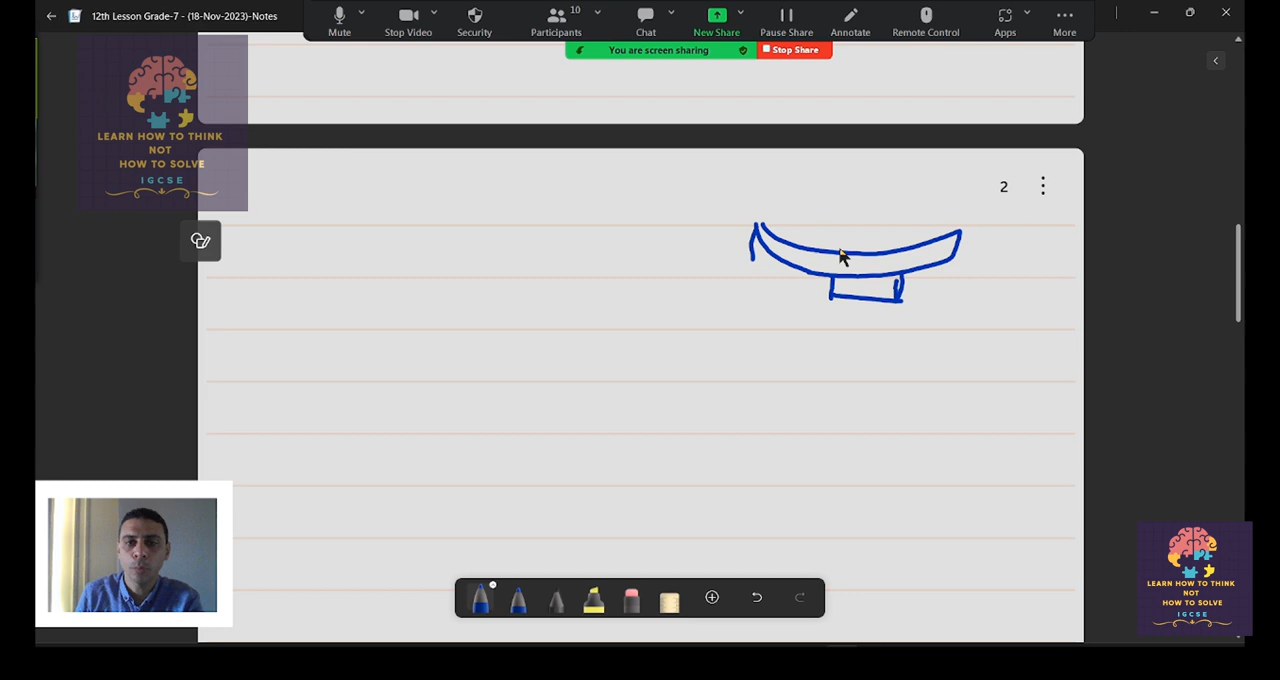 12th Lesson Grade-7 - (18-Nov-2023)-Notes
10
Mute
Stop Video
Security
Participants
Chat
New Share
Pause Share
Annotate
Remote Control
Apps
More
You are screen sharing
Stop Share
LEARN HOW TO THINK
NOT
HOW TO SOLVE
IGCSE
2
LEARN HOW TO THINK
NOT
HOW TO SOLVE
IGCSE